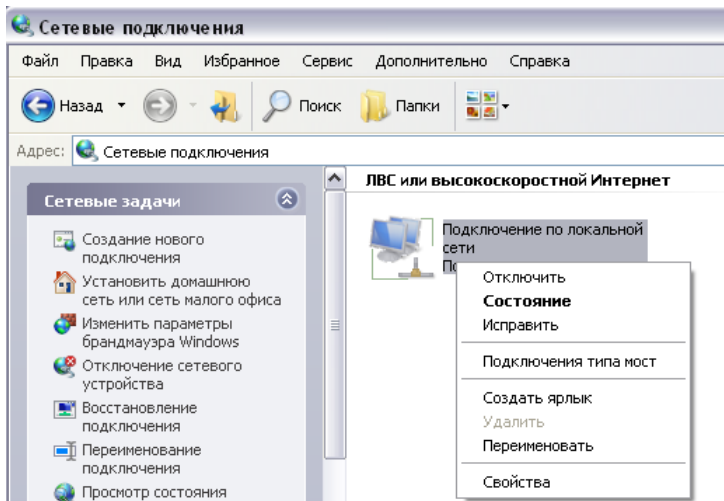 Сетевые подключения
Файл Правка Вид Избранное Сервис Дополнительно Справка
Назад Поиск Папки
Адрес: Сетевые подключения
Сетевые задачи
Создание нового
подключения
Установить домашнюю
сеть или сеть малого офиса
Изменить параметры
брандмауэра Windows
Отключение сетевого
устройства
Восстановление
подключения
Переименование
подключения
Просмотр состояния
ЛВС или высокоскоростной Интернет
Подключение по локальной
сети
Отключить
Состояние
Исправить
Подключения типа мост
Создать ярлык
Удалить
Переименовать
Свойства